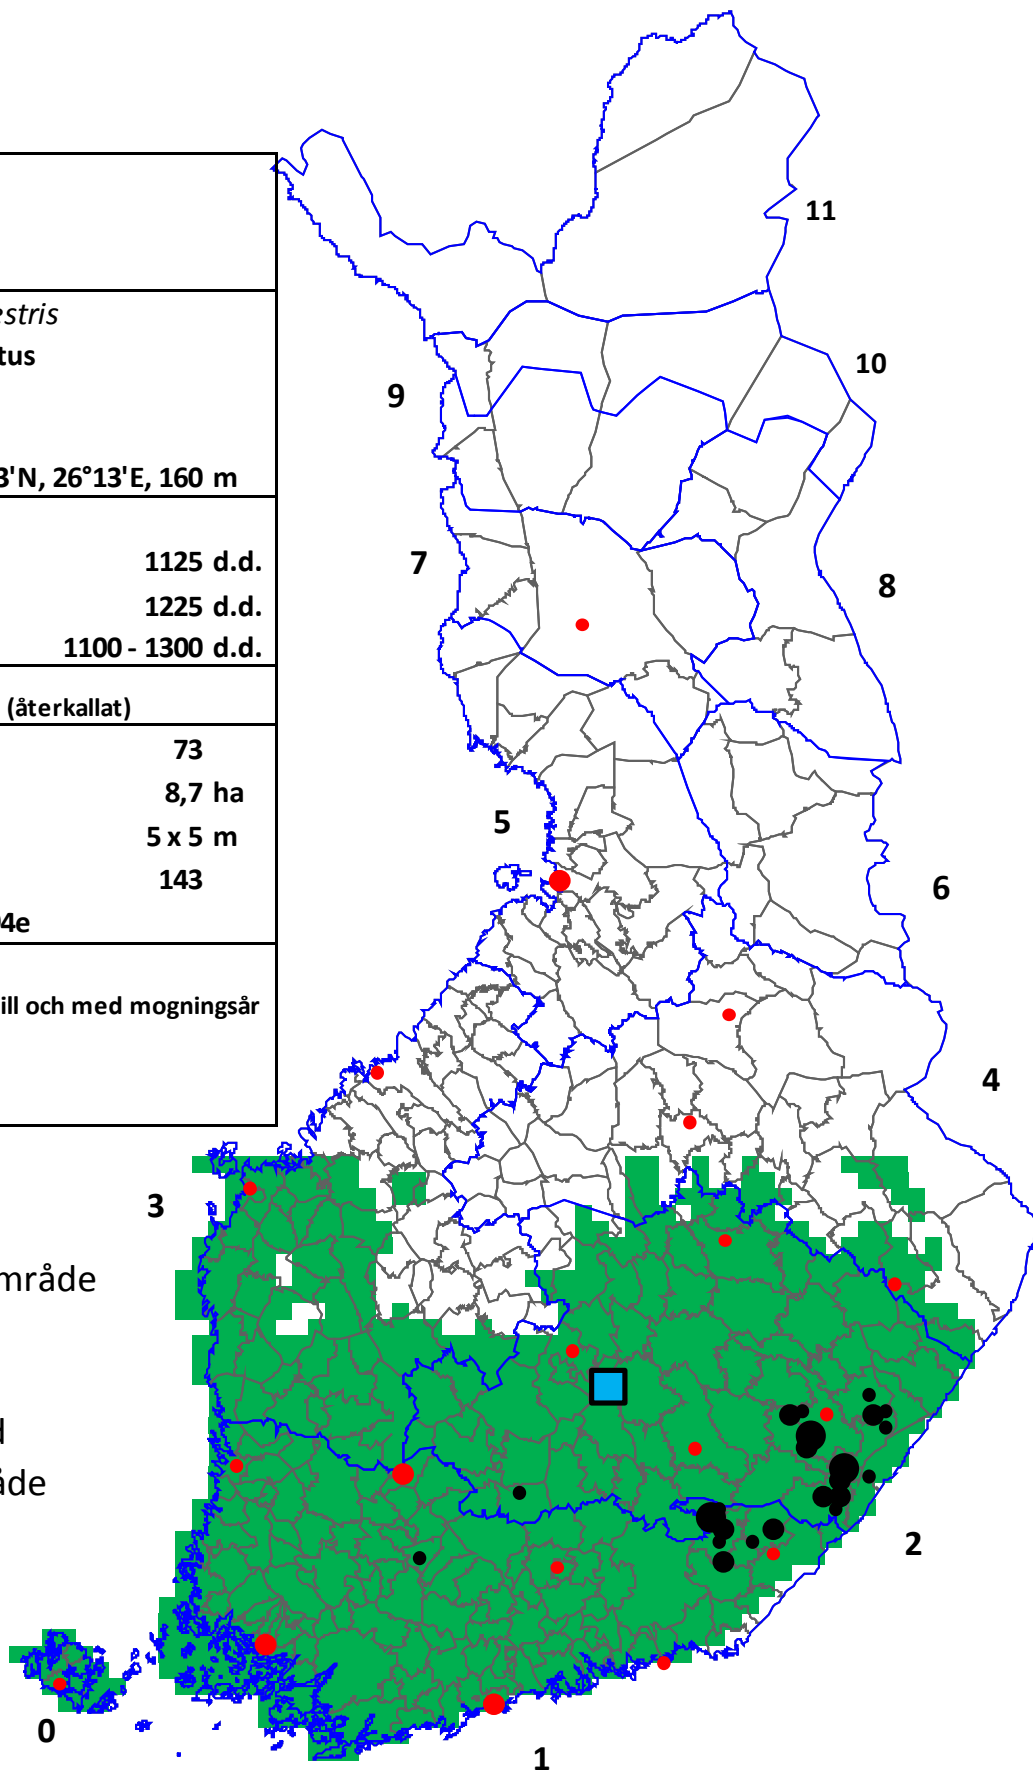 estris
tus
3'N, 26°13'E, 160 m
1125 d.d.
1225 d.d.
1100 - 1300 d.d.
(återkallat)
73
8,7 ha
5 x 5 m
143
04e
ill och med mogningsår
11
10
9
7
8
5
6
4
3
område
d
åde
2
0
1